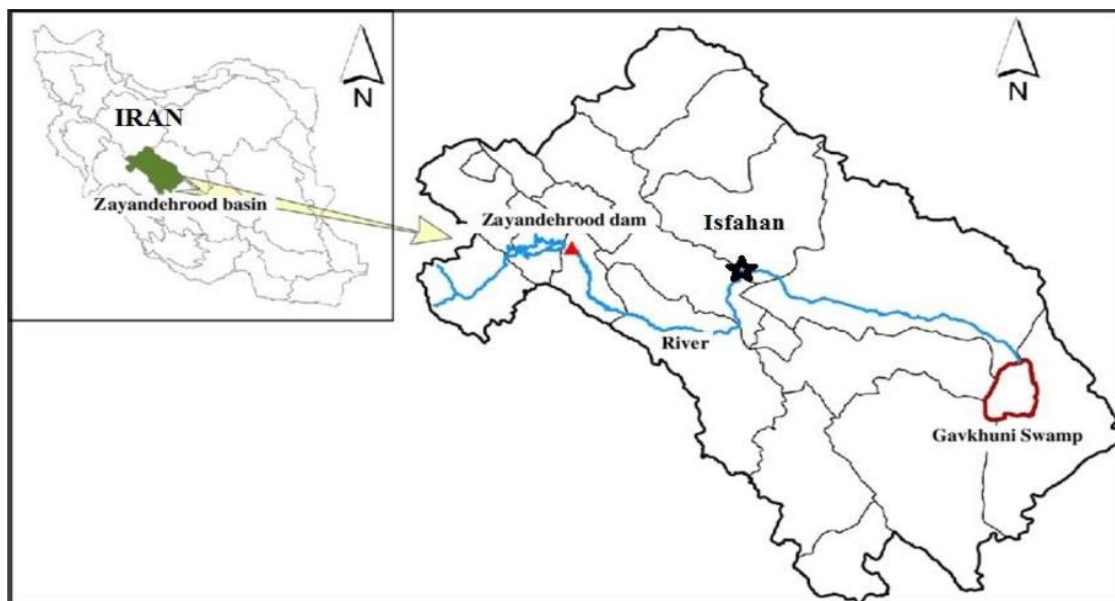 N
IRAN
Zayandehrood basin
N
Zayandehrood dam
Isfahan
River
Gavkhuni Swamp